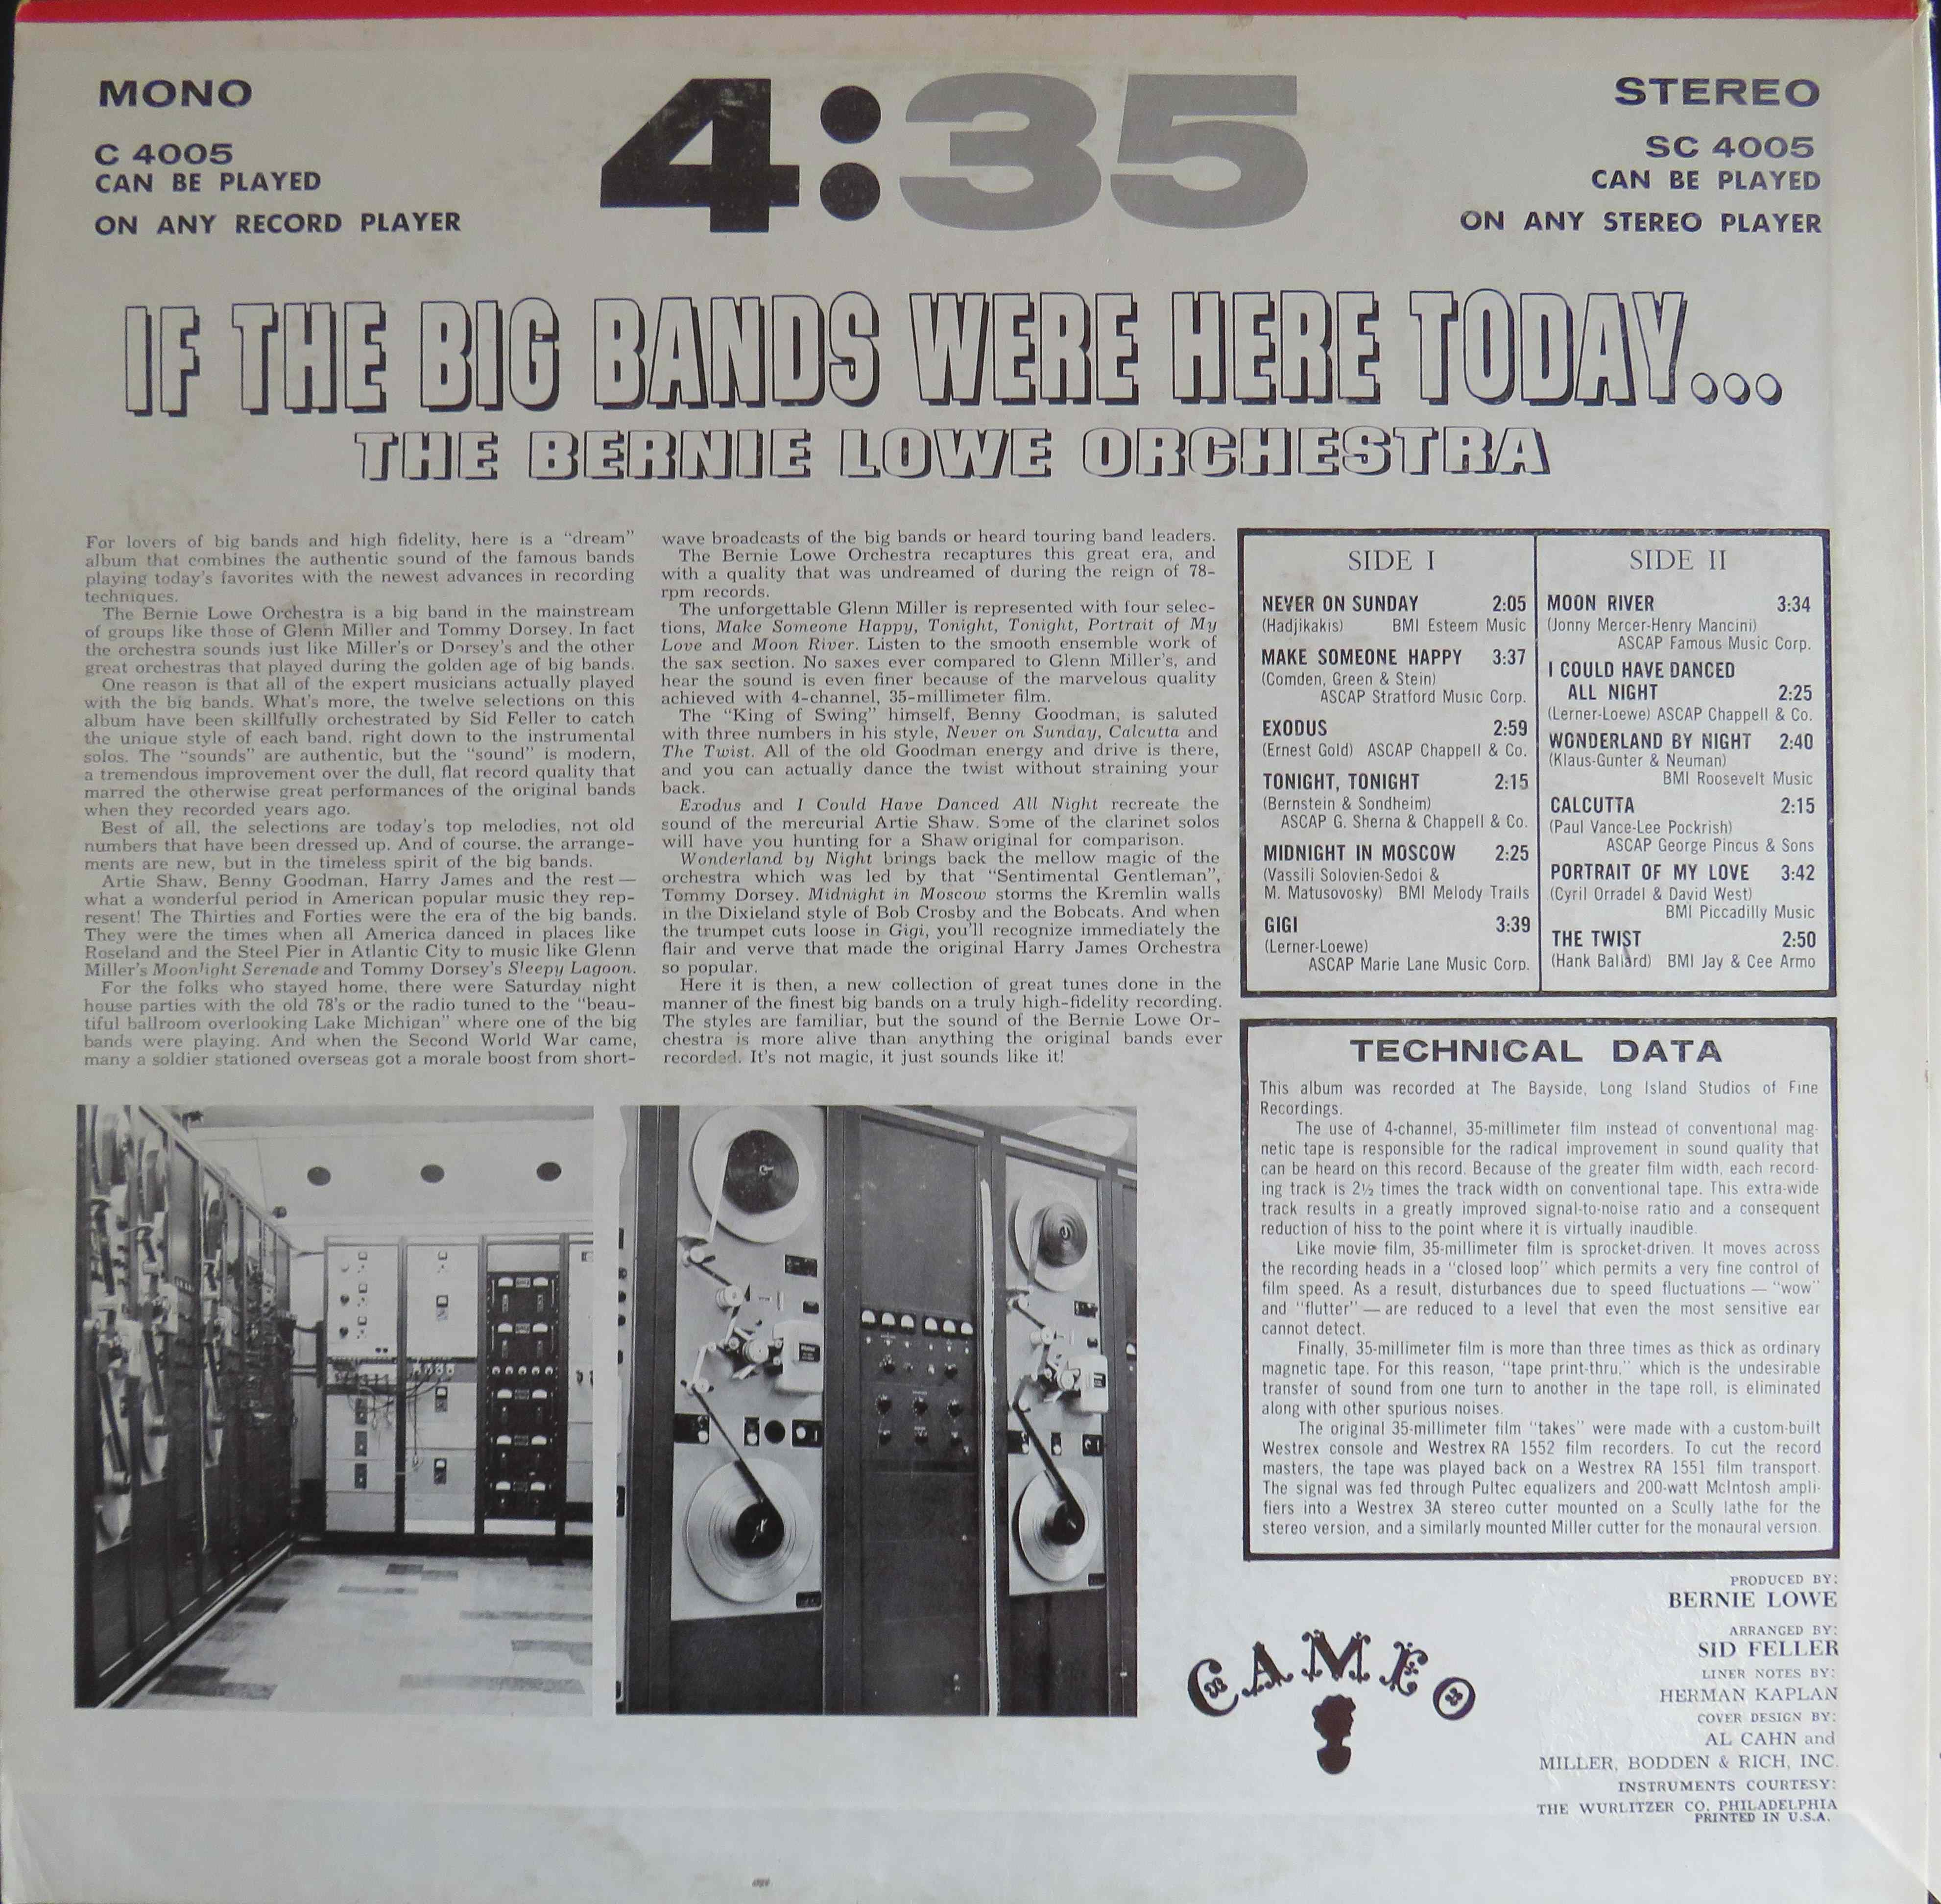 MONO
C 4005
CAN BE PLAYED
ON ANY RECORD PLAYER
4:35
STEREO
SC 4005
CAN BE PLAYED
ON ANY STEREO PLAYER
IF THE BIG BANDS WERE HERE TODAY...
THE BERNIE LOWE ORCHESTRA
For lovers of big bands and high fidelity, here is a “dream”
album that combines the authentic sound of the famous bands
playing today’s favorites with the newest advances in recording
techniques.
The Bernie Lowe Orchestra is a big band in the mainstream
of groups like those of Glenn Miller and Tommy Dorsey. In fact
the orchestra sounds just like Miller’s or Dorsey’s and the other
great orchestras that played during the golden age of big bands.
One reason is that all of the expert musicians actually played
with the big bands. What’s more, the twelve selections on this
album have been skillfully orchestrated by Sid Feller to catch
the unique style of each band, right down to the instrumental
solos. The “sounds” are authentic, but the “sound” is modern,
a tremendous improvement over the dull, flat record quality that
marred the otherwise great performances of the original bands
when they recorded years ago.
Best of all, the selections are today’s top melodies, not old
numbers that have been dressed up. And of course, the arrange-
ments are new, but in the timeless spirit of the big bands.
Artie Shaw, Benny Goodman, Harry James and the rest —
what a wonderful period in American popular music they rep-
resent! The Thirties and Forties were the era of the big bands.
They were the times when all America danced in places like
Roseland and the Steel Pier in Atlantic City to music like Glenn
Miller’s Moonlight Serenade and Tommy Dorsey’s Sleepy Lagoon.
For the folks who stayed home, there were Saturday night
house parties with the old 78’s or the radio tuned to the “beau-
tiful ballroom overlooking Lake Michigan” where one of the big
bands were playing. And when the Second World War came,
many a soldier stationed overseas got a morale boost from short-
wave broadcasts of the big bands or heard touring band leaders.
The Bernie Lowe Orchestra recaptures this great era, and
with a quality that was undreamed of during the reign of 78-
rpm records.
The unforgettable Glenn Miller is represented with four selec-
tions, Make Someone Happy, Tonight, Tonight, Portrait of My
Love and Moon River. Listen to the smooth ensemble work of
the sax section. No saxes ever compared to Glenn Miller’s, and
hear the sound is even finer because of the marvelous quality
achieved with 4-channel, 35-millimeter film.
The “King of Swing” himself, Benny Goodman, is saluted
with three numbers in his style, Never on Sunday, Calcutta and
The Twist. All of the old Goodman energy and drive is there,
and you can actually dance the twist without straining your
back.
Exodus and I Could Have Danced All Night recreate the
sound of the mercurial Artie Shaw. Some of the clarinet solos
will have you hunting for a Shaw original for comparison.
Wonderland by Night brings back the mellow magic of the
orchestra which was led by that “Sentimental Gentleman”,
Tommy Dorsey. Midnight in Moscow storms the Kremlin walls
in the Dixieland style of Bob Crosby and the Bobcats. And when
the trumpet cuts loose in Gigi, you’ll recognize immediately the
flair and verve that made the original Harry James Orchestra
so popular.
Here it is then, a new collection of great tunes done in the
manner of the finest big bands on a truly high-fidelity recording.
The styles are familiar, but the sound of the Bernie Lowe Or-
chestra is more alive than anything the original bands ever
recorded. It’s not magic, it just sounds like it!
SIDE I
NEVER ON SUNDAY 2:05
(Hadjikakis) BMI Esteem Music
MAKE SOMEONE HAPPY 3:37
(Comden, Green & Stein)
ASCAP Stratford Music Corp.
EXODUS 2:59
(Ernest Gold) ASCAP Chappell & Co.
TONIGHT, TONIGHT 2:15
(Bernstein & Sondheim)
ASCAP G. Sherna & Chappell & Co.
MIDNIGHT IN MOSCOW 2:25
(Vassili Solovien-Sedoi &
M. Matusovosky) BMI Melody Trails
GIGI 3:39
(Lerner-Loewe)
ASCAP Marie Lane Music Corp.
SIDE II
MOON RIVER 3:34
(Jonny Mercer-Henry Mancini)
ASCAP Famous Music Corp.
I COULD HAVE DANCED
ALL NIGHT 2:25
(Lerner-Loewe) ASCAP Chappell & Co.
WONDERLAND BY NIGHT 2:40
(Klaus-Gunter & Neuman)
BMI Roosevelt Music
CALCUTTA 2:15
(Paul Vance-Lee Pockrish)
ASCAP George Pincus & Sons
PORTRAIT OF MY LOVE 3:42
(Cyril Orradel & David West)
BMI Piccadilly Music
THE TWIST 2:50
(Hank Ballard) BMI Jay & Cee Armo
TECHNICAL DATA
This album was recorded at The Bayside, Long Island Studios of Fine
Recordings.
The use of 4-channel, 35-millimeter film instead of conventional mag-
netic tape is responsible for the radical improvement in sound quality that
can be heard on this record. Because of the greater film width, each record-
ing track is 2½ times the track width on conventional tape. This extra-wide
track results in a greatly improved signal-to-noise ratio and a consequent
reduction of hiss to the point where it is virtually inaudible.
Like movie film, 35-millimeter film is sprocket-driven. It moves across
the recording heads in a “closed loop” which permits a very fine control of
film speed. As a result, disturbances due to speed fluctuations — “wow”
and “flutter” — are reduced to a level that even the most sensitive ear
cannot detect.
Finally, 35-millimeter film is more than three times as thick as ordinary
magnetic tape. For this reason, “tape print-thru,” which is the undesirable
transfer of sound from one turn to another in the tape roll, is eliminated
along with other spurious noises.
The original 35-millimeter film “takes” were made with a custom-built
Westrex console and Westrex RA 1552 film recorders. To cut the record
masters, the tape was played back on a Westrex RA 1551 film transport.
The signal was fed through Pultec equalizers and 200-watt McIntosh ampli-
fiers into a Westrex 3A stereo cutter mounted on a Scully lathe for the
stereo version, and a similarly mounted Miller cutter for the monaural version.
CAMEO
PRODUCED BY:
BERNIE LOWE
ARRANGED BY:
SID FELLER
LINER NOTES BY:
HERMAN KAPLAN
COVER DESIGN BY:
AL CAHN and
MILLER, BODDEN & RICH, INC.
INSTRUMENTS COURTESY:
THE WURLITZER CO. PHILADELPHIA
PRINTED IN U.S.A.